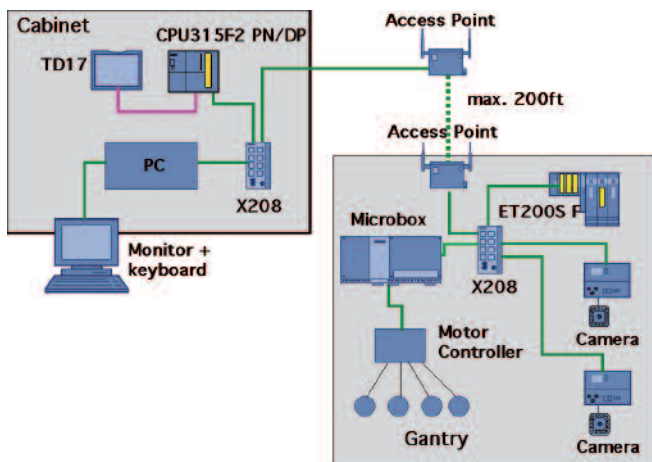 Cabinet
CPU315F2 PN/DP
TD17
PC
X208
Monitor +
keyboard
Access Point
max. 200ft
Access Point
ET200S F
Microbox
X208
Camera
Motor
Controller
Gantry
Camera